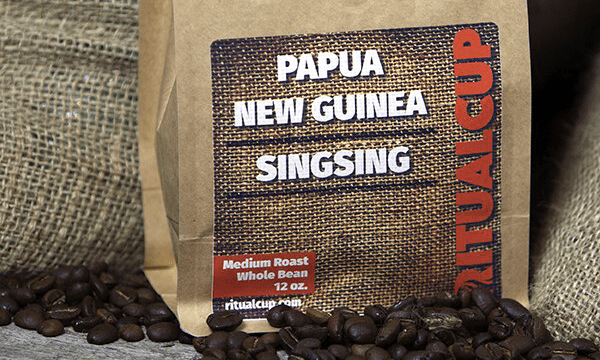 PAPUA
NEW GUINEA
SINGSING
RITUALCUP
Medium Roast
Whole Bean
12 oz.
ritualcup.com